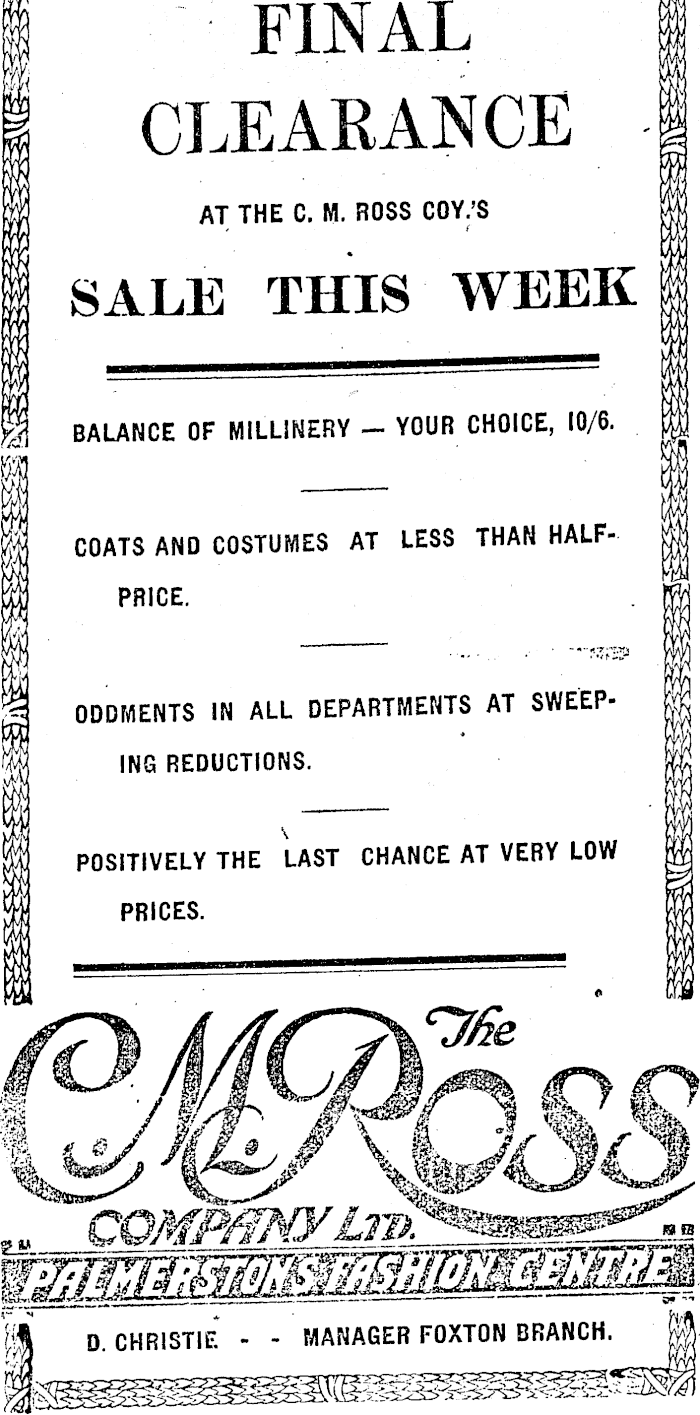 FINAL
CLEARANCE
AT THE C. M. ROSS COY.'S
SALE THIS WEEK
BALANCE OF MILLINERY — YOUR CHOICE, 10/6.
COATS AND COSTUMES AT LESS THAN HALF-
PRICE.
ODDMENTS IN ALL DEPARTMENTS AT SWEEP-
ING REDUCTIONS.
POSITIVELY THE LAST CHANCE AT VERY LOW
PRICES.
The
C.M. ROSS
COMPANY LTD.
PALMERSTON'S FASHION CENTRE
D. CHRISTIE - - MANAGER FOXTON BRANCH.